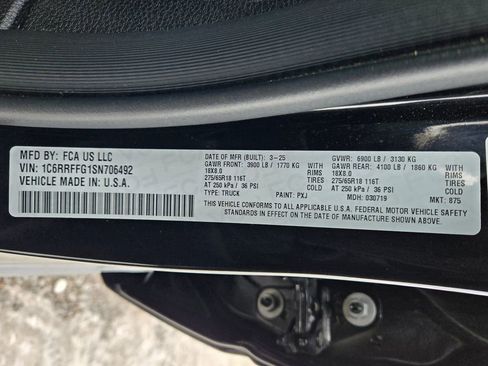 MFD BY: FCA US LLC
VIN: 1C6RRFFG1SN706492
VEHICLE MADE IN U.S.A.
DATE OF MFR (BUILT): 3-25
GAWR FRONT: 3900 LB / 1770 KG WITH
18X8.0 RIMS
275/65R18 116T TIRES
AT 250 kPa / 36 PSI COLD
TYPE: TRUCK PAINT: PXJ
GVWR: 6900 LB / 3130 KG
GAWR REAR: 4100 LB / 1860 KG WITH
18X8.0 RIMS
275/65R18 116T TIRES
AT 250 kPa / 36 PSI COLD
MDH: 030719 MKT: 875
THIS VEHICLE CONFORMS TO ALL APPLICABLE U.S.A. FEDERAL MOTOR VEHICLE SAFETY
STANDARDS IN EFFECT ON THE DATE OF MANUFACTURE SHOWN ABOVE.